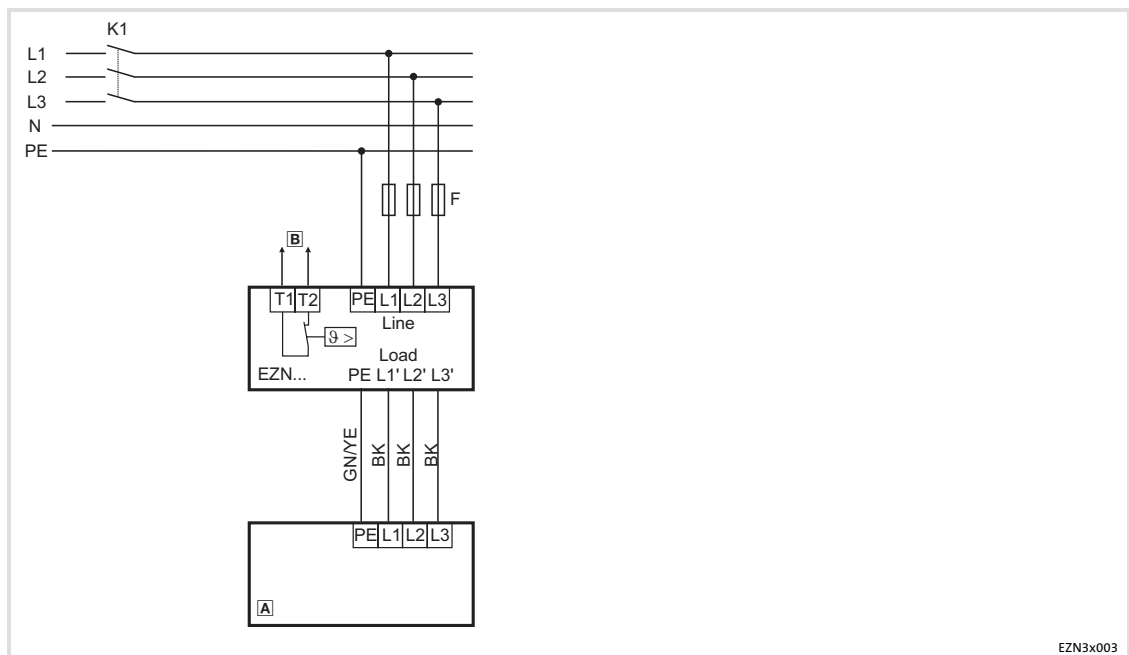 K1
L1
L2
L3
N
PE
F
B
T1 T2 PE L1 L2 L3
Line
ϑ >
Load
EZN... PE L1' L2' L3'
GN/YE BK BK BK
PE L1 L2 L3
A
EZN3x003